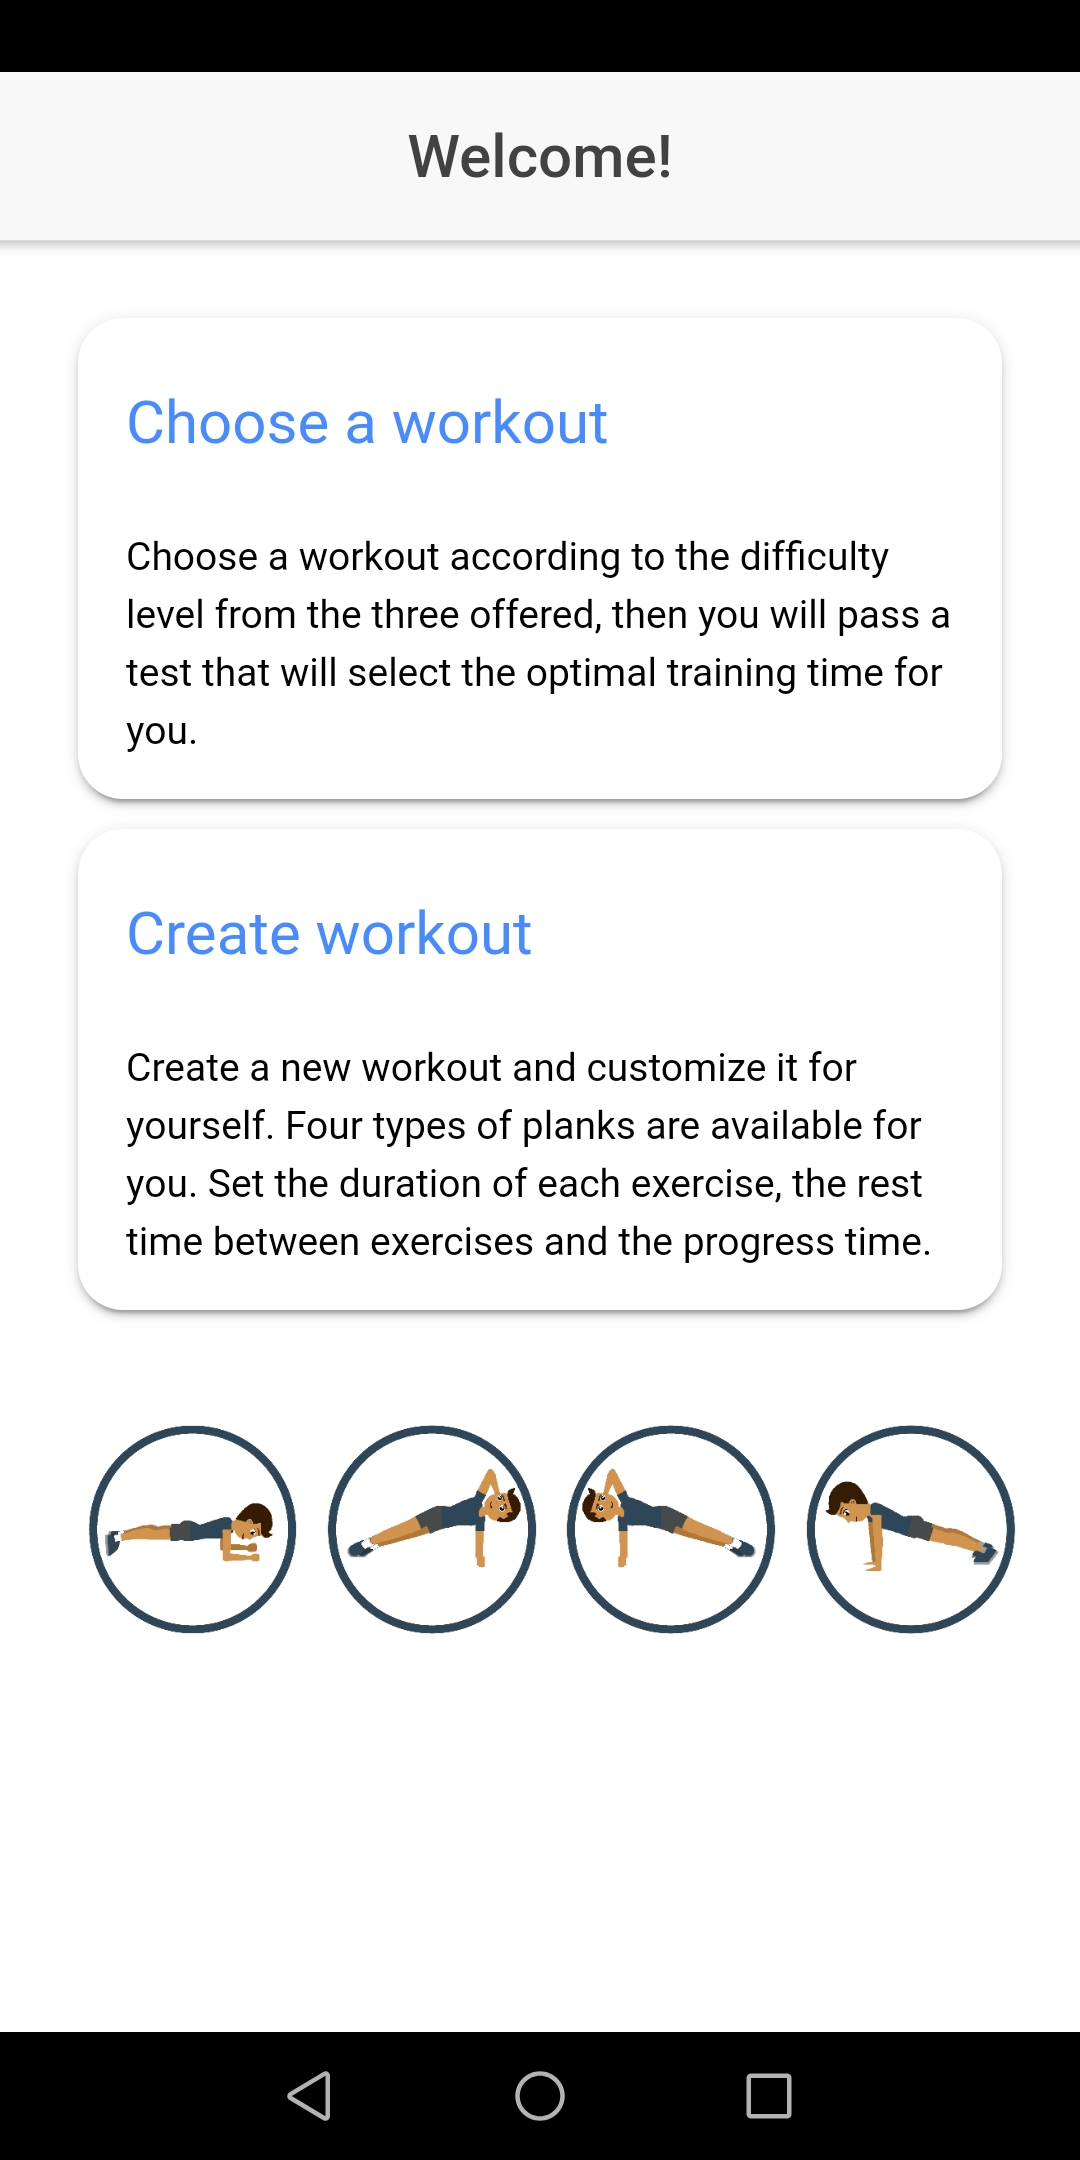 Welcome!
Choose a workout
Choose a workout according to the difficulty
level from the three offered, then you will pass a
test that will select the optimal training time for
you.
Create workout
Create a new workout and customize it for
yourself. Four types of planks are available for
you. Set the duration of each exercise, the rest
time between exercises and the progress time.